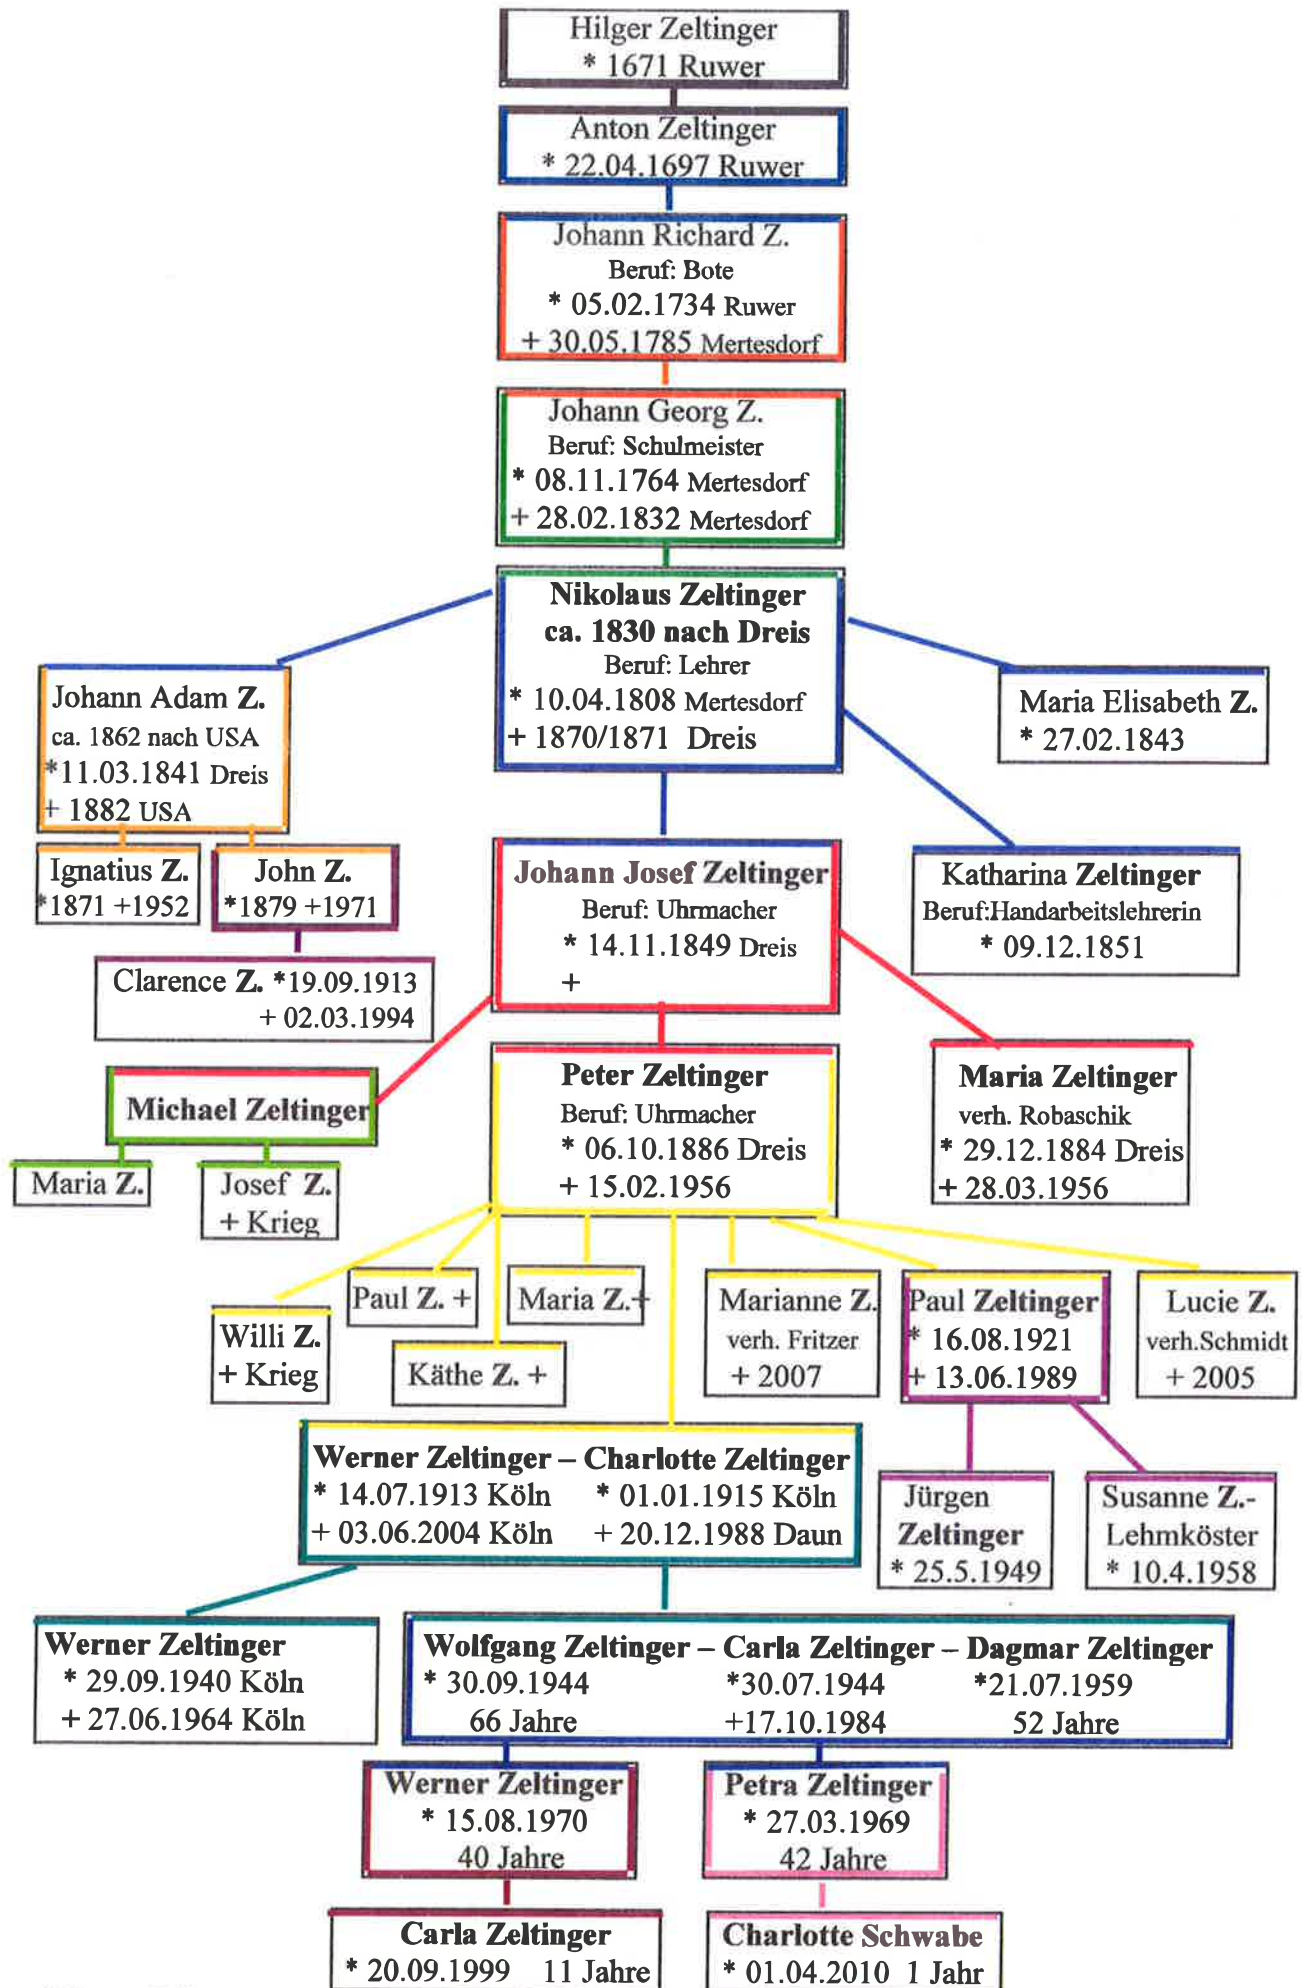 Hilger Zeltinger
* 1671 Ruwer
Anton Zeltinger
* 22.04.1697 Ruwer
Johann Richard Z.
Beruf: Bote
* 05.02.1734 Ruwer
+ 30.05.1785 Mertesdorf
Johann Georg Z.
Beruf: Schulmeister
* 08.11.1764 Mertesdorf
+ 28.02.1832 Mertesdorf
Nikolaus Zeltinger
ca. 1830 nach Dreis
Beruf: Lehrer
* 10.04.1808 Mertesdorf
+ 1870/1871 Dreis
Johann Adam Z.
ca. 1862 nach USA
*11.03.1841 Dreis
+ 1882 USA
Maria Elisabeth Z.
* 27.02.1843
Ignatius Z.
*1871 +1952
John Z.
*1879 +1971
Clarence Z. *19.09.1913
+ 02.03.1994
Johann Josef Zeltinger
Beruf: Uhrmacher
* 14.11.1849 Dreis
+
Katharina Zeltinger
Beruf:Handarbeitslehrerin
* 09.12.1851
Michael Zeltinger
Maria Z.
Josef Z.
+ Krieg
Peter Zeltinger
Beruf: Uhrmacher
* 06.10.1886 Dreis
+ 15.02.1956
Maria Zeltinger
verh. Robaschik
* 29.12.1884 Dreis
+ 28.03.1956
Willi Z.
+ Krieg
Paul Z. +
Käthe Z. +
Maria Z.+
Marianne Z.
verh. Fritzer
+ 2007
Paul Zeltinger
* 16.08.1921
+ 13.06.1989
Lucie Z.
verh.Schmidt
+ 2005
Werner Zeltinger – Charlotte Zeltinger
* 14.07.1913 Köln * 01.01.1915 Köln
+ 03.06.2004 Köln + 20.12.1988 Daun
Jürgen
Zeltinger
* 25.5.1949
Susanne Z.-
Lehmköster
* 10.4.1958
Werner Zeltinger
* 29.09.1940 Köln
+ 27.06.1964 Köln
Wolfgang Zeltinger – Carla Zeltinger – Dagmar Zeltinger
* 30.09.1944 *30.07.1944 *21.07.1959
66 Jahre +17.10.1984 52 Jahre
Werner Zeltinger
* 15.08.1970
40 Jahre
Petra Zeltinger
* 27.03.1969
42 Jahre
Carla Zeltinger
* 20.09.1999 11 Jahre
Charlotte Schwabe
* 01.04.2010 1 Jahr